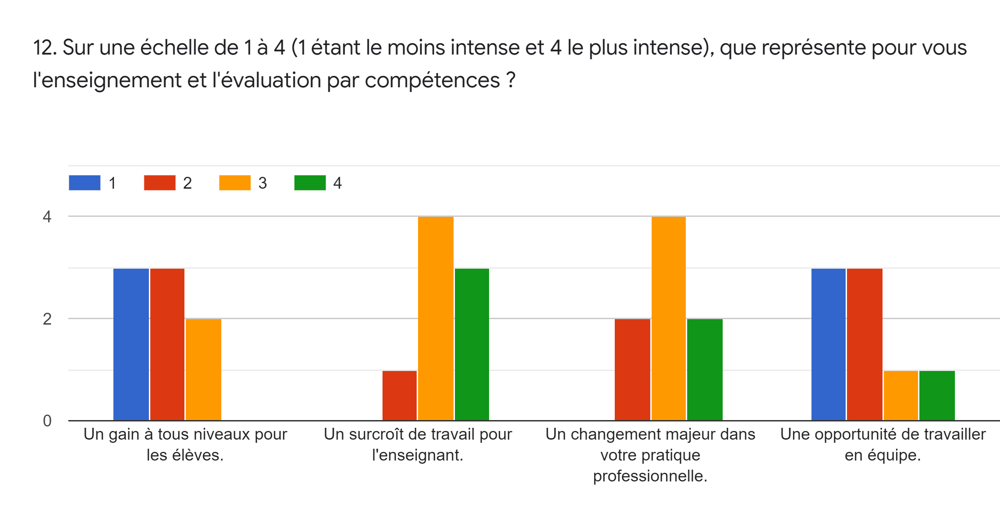 12. Sur une échelle de 1 à 4 (1 étant le moins intense et 4 le plus intense), que représente pour vous
l'enseignement et l'évaluation par compétences ?
1 2 3 4
4
2
0
Un gain à tous niveaux pour
les élèves.
Un surcroît de travail pour
l'enseignant.
Un changement majeur dans
votre pratique
professionnelle.
Une opportunité de travailler
en équipe.